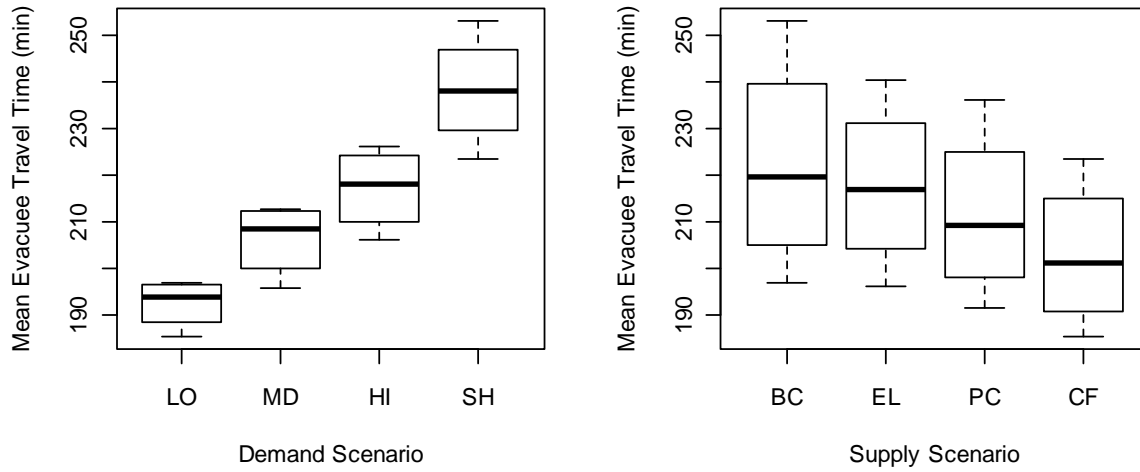 Mean Evacuee Travel Time (min)
250
230
210
190
LO MD HI SH
Demand Scenario
Mean Evacuee Travel Time (min)
250
230
210
190
BC EL PC CF
Supply Scenario